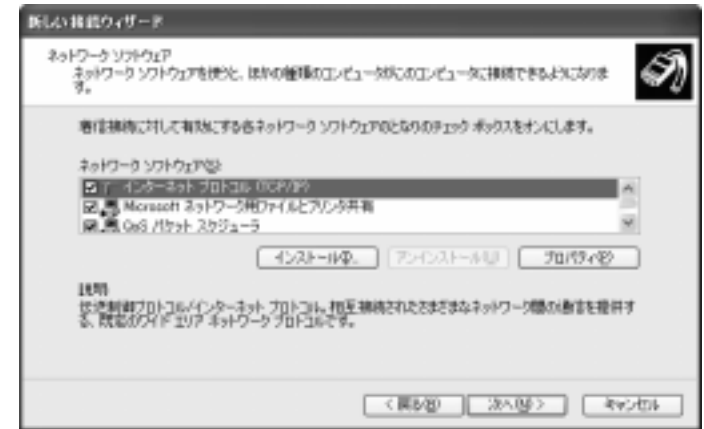 新しい接続ウィザード
ネットワーク ソフトウェア
ネットワーク ソフトウェアを使うと、ほかの種類のコンピュータがこのコンピュータに接続できるようになりま
す。
着信接続に対して有効にする各ネットワーク ソフトウェアのとなりのチェック ボックスをオンにします。
ネットワーク ソフトウェア(S):
インターネット プロトコル (TCP/IP)
Microsoft ネットワーク用ファイルとプリンタ共有
QoS パケット スケジューラ
インストール(I)... アンインストール(U) プロパティ(P)
説明
伝送制御プロトコル/インターネット プロトコル。相互接続されたさまざまなネットワーク間の通信を提供す
る、既定のワイド エリア ネットワーク プロトコルです。
< 戻る(B) 次へ(N) > キャンセル